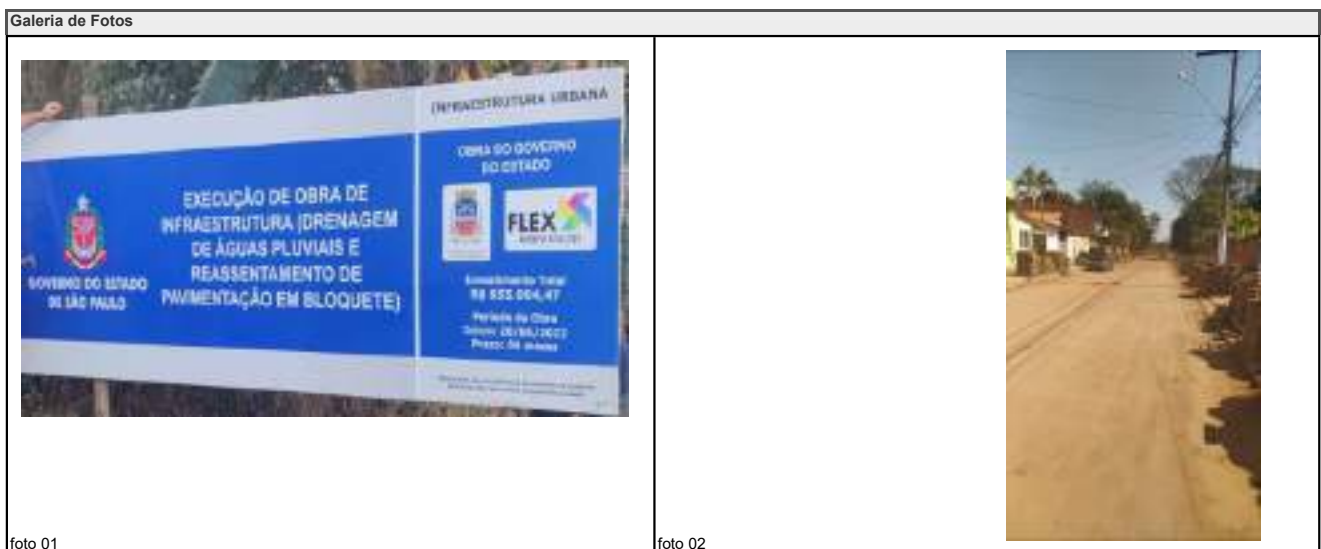 Galeria de Fotos
INFRAESTRUTURA URBANA
OBRA DO GOVERNO
DO ESTADO
EXECUÇÃO DE OBRA DE
INFRAESTRUTURA (DRENAGEM
DE ÁGUAS PLUVIAIS E
REASSENTAMENTO DE
PAVIMENTAÇÃO EM BLOQUETE)
GOVERNO DO ESTADO
DE SÃO PAULO
FLEX
Investimento Total
Período da Obra
foto 01
foto 02